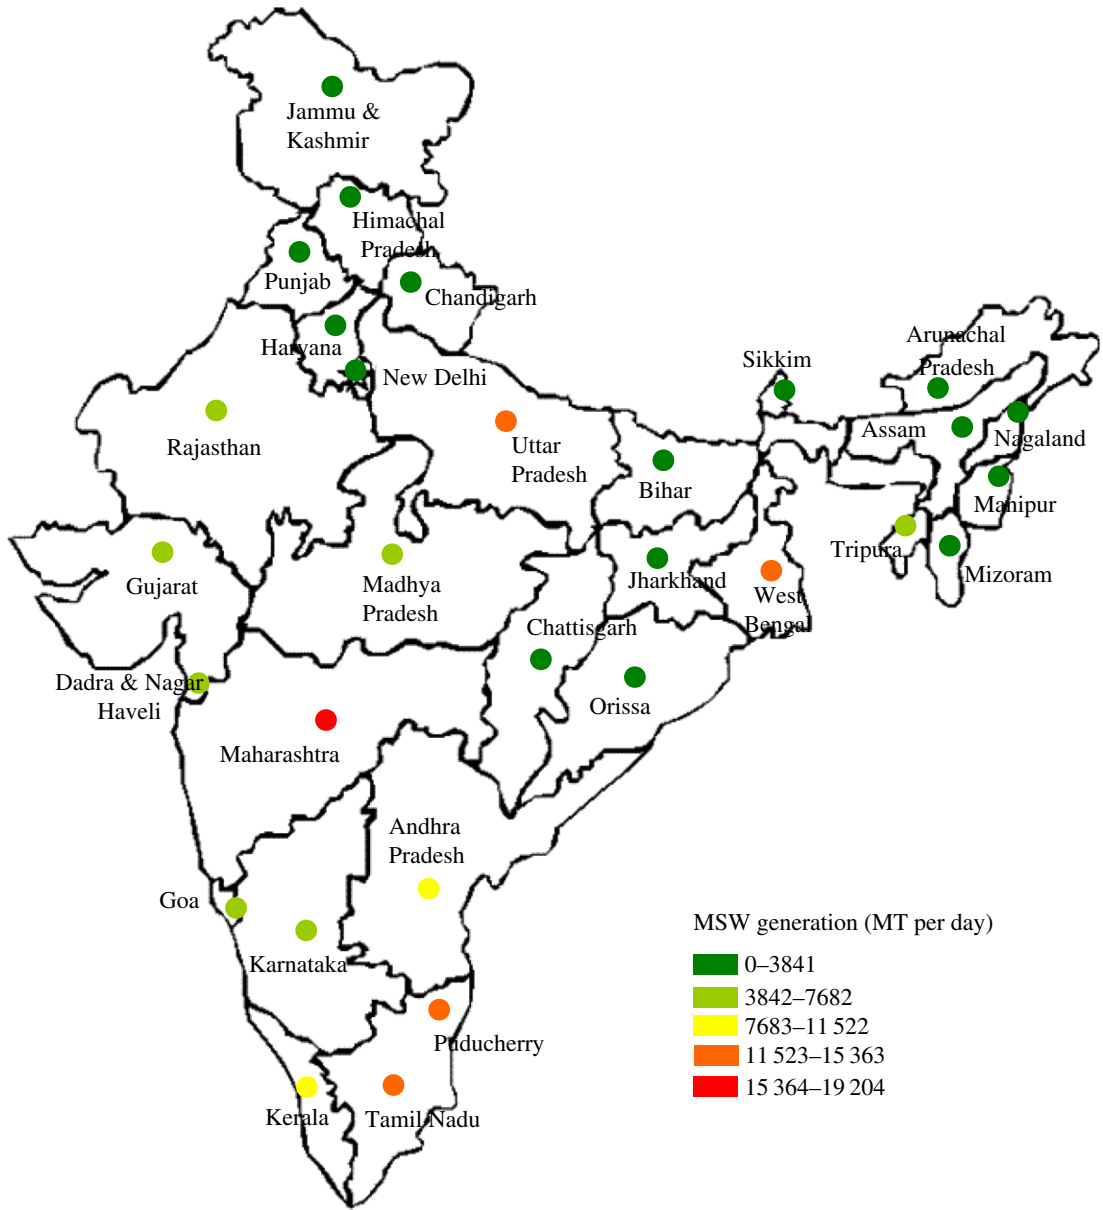 Jammu &
Kashmir
Himachal
Pradesh
Punjab
Chandigarh
Haryana
New Delhi
Arunachal
Pradesh
Sikkim
Rajasthan
Uttar
Pradesh
Assam
Nagaland
Bihar
Manipur
Tripura
Mizoram
Gujarat
Madhya
Pradesh
Jharkhand
West
Bengal
Chattisgarh
Dadra & Nagar
Haveli
Orissa
Maharashtra
Andhra
Pradesh
Goa
Karnataka
Puducherry
Kerala
Tamil Nadu
MSW generation (MT per day)
0–3841
3842–7682
7683–11 522
11 523–15 363
15 364–19 204